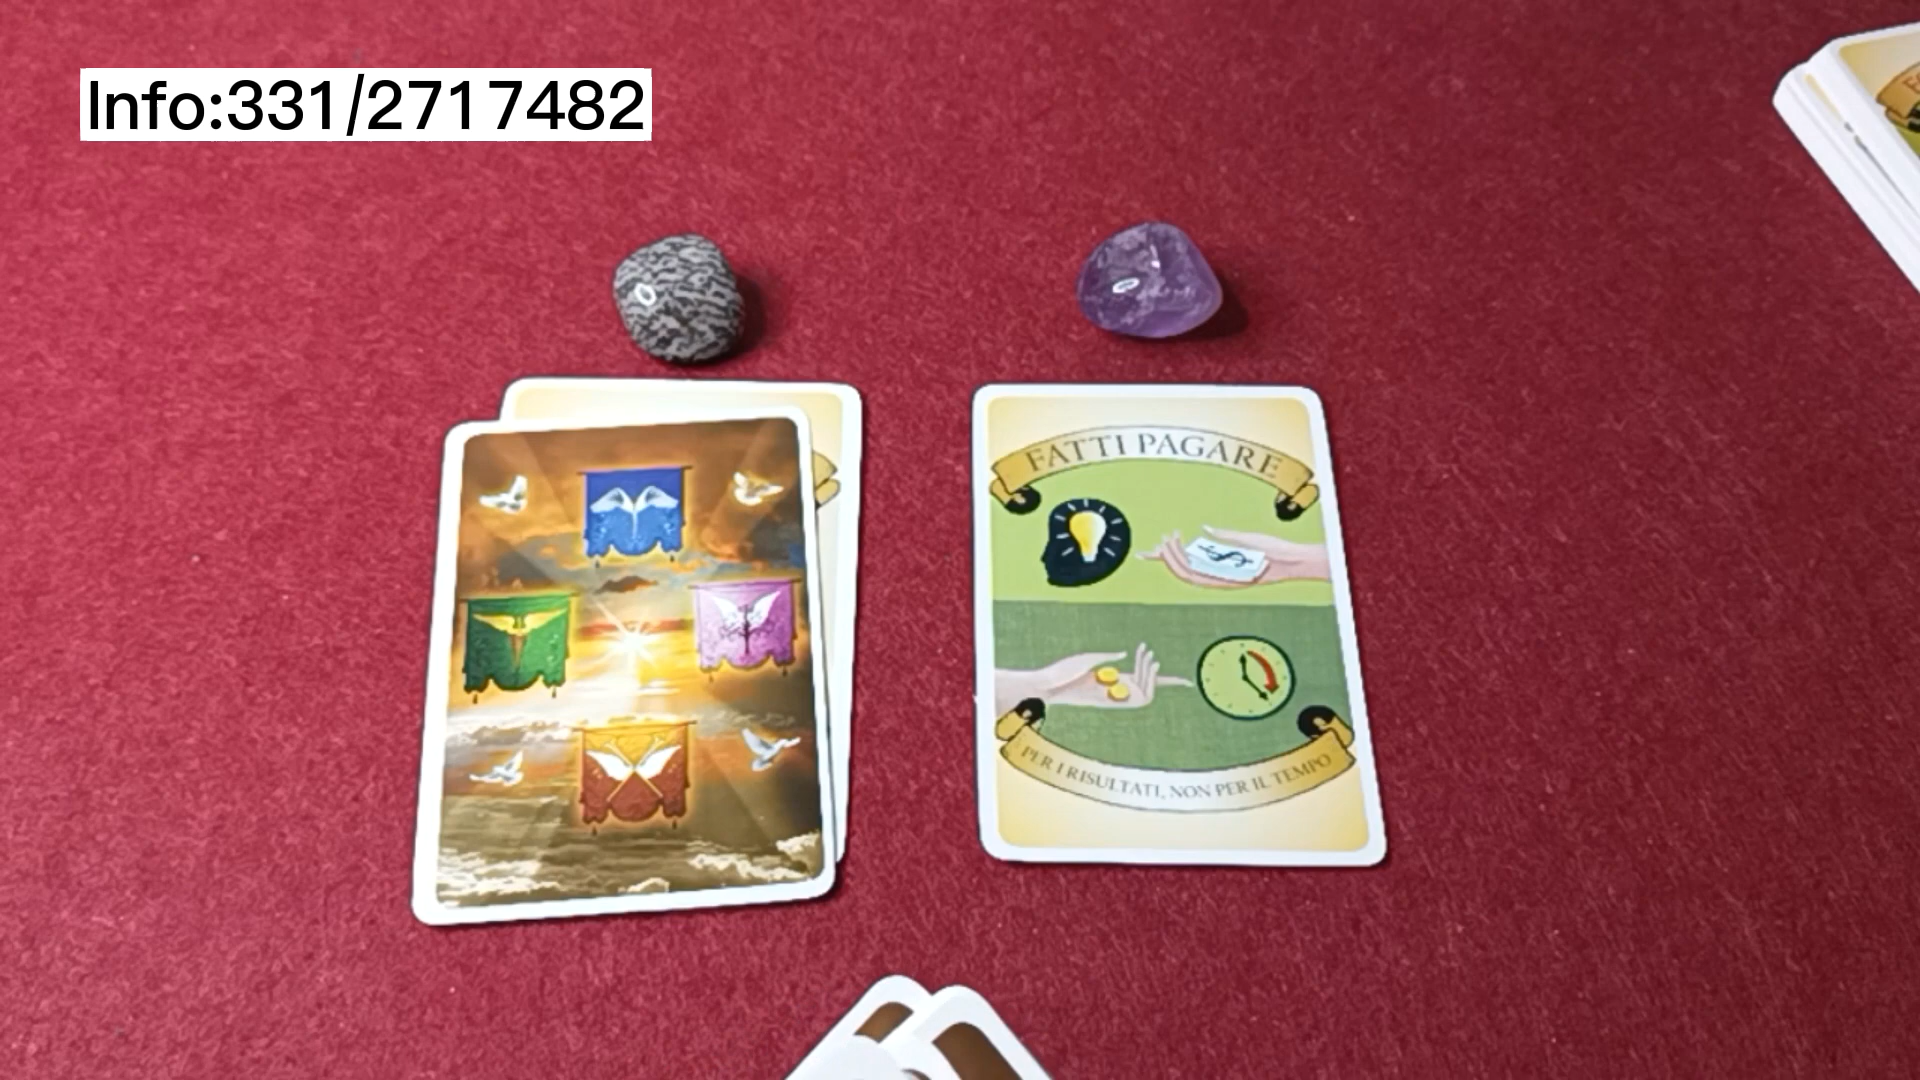 Info:331/2717482
FATTI PAGARE
PER I RISULTATI, NON PER IL TEMPO